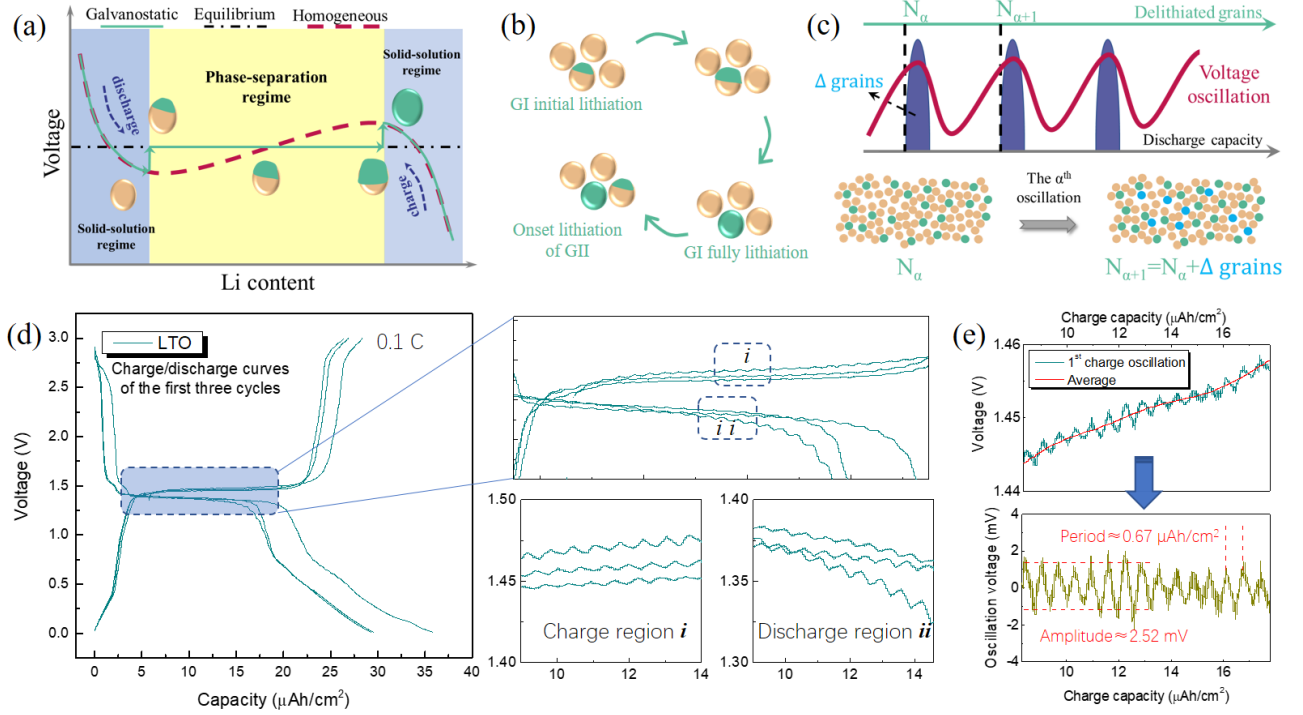 (a)
Galvanostatic
Equilibrium
Homogeneous
Solid-solution
regime
Phase-separation
regime
discharge
charge
Solid-solution
regime
Voltage
Li content
(b)
GI initial lithiation
GI fully lithiation
Onset lithiation
of GII
(c)
Nα
Nα+1
Delithiated grains
Δ grains
Voltage
oscillation
Discharge capacity
The αth
oscillation
Nα
Nα+1=Nα+Δ grains
(d)
LTO
0.1 C
Charge/discharge curves
of the first three cycles
3.0
2.5
2.0
1.5
1.0
0.5
0.0
Voltage (V)
0 5 10 15 20 25 30 35 40
Capacity (μAh/cm2)
i
i i
1.50
1.45
1.40
10 12 14
Charge region i
1.40
1.35
1.30
10 12 14
Discharge region ii
(e)
Charge capacity (μAh/cm2)
10 12 14 16
1.46
1.45
1.44
Voltage (V)
1st charge oscillation
Average
4
2
0
-2
-4
Oscillation voltage (mV)
Period≈0.67 μAh/cm2
Amplitude≈2.52 mV
10 12 14 16
Charge capacity (μAh/cm2)